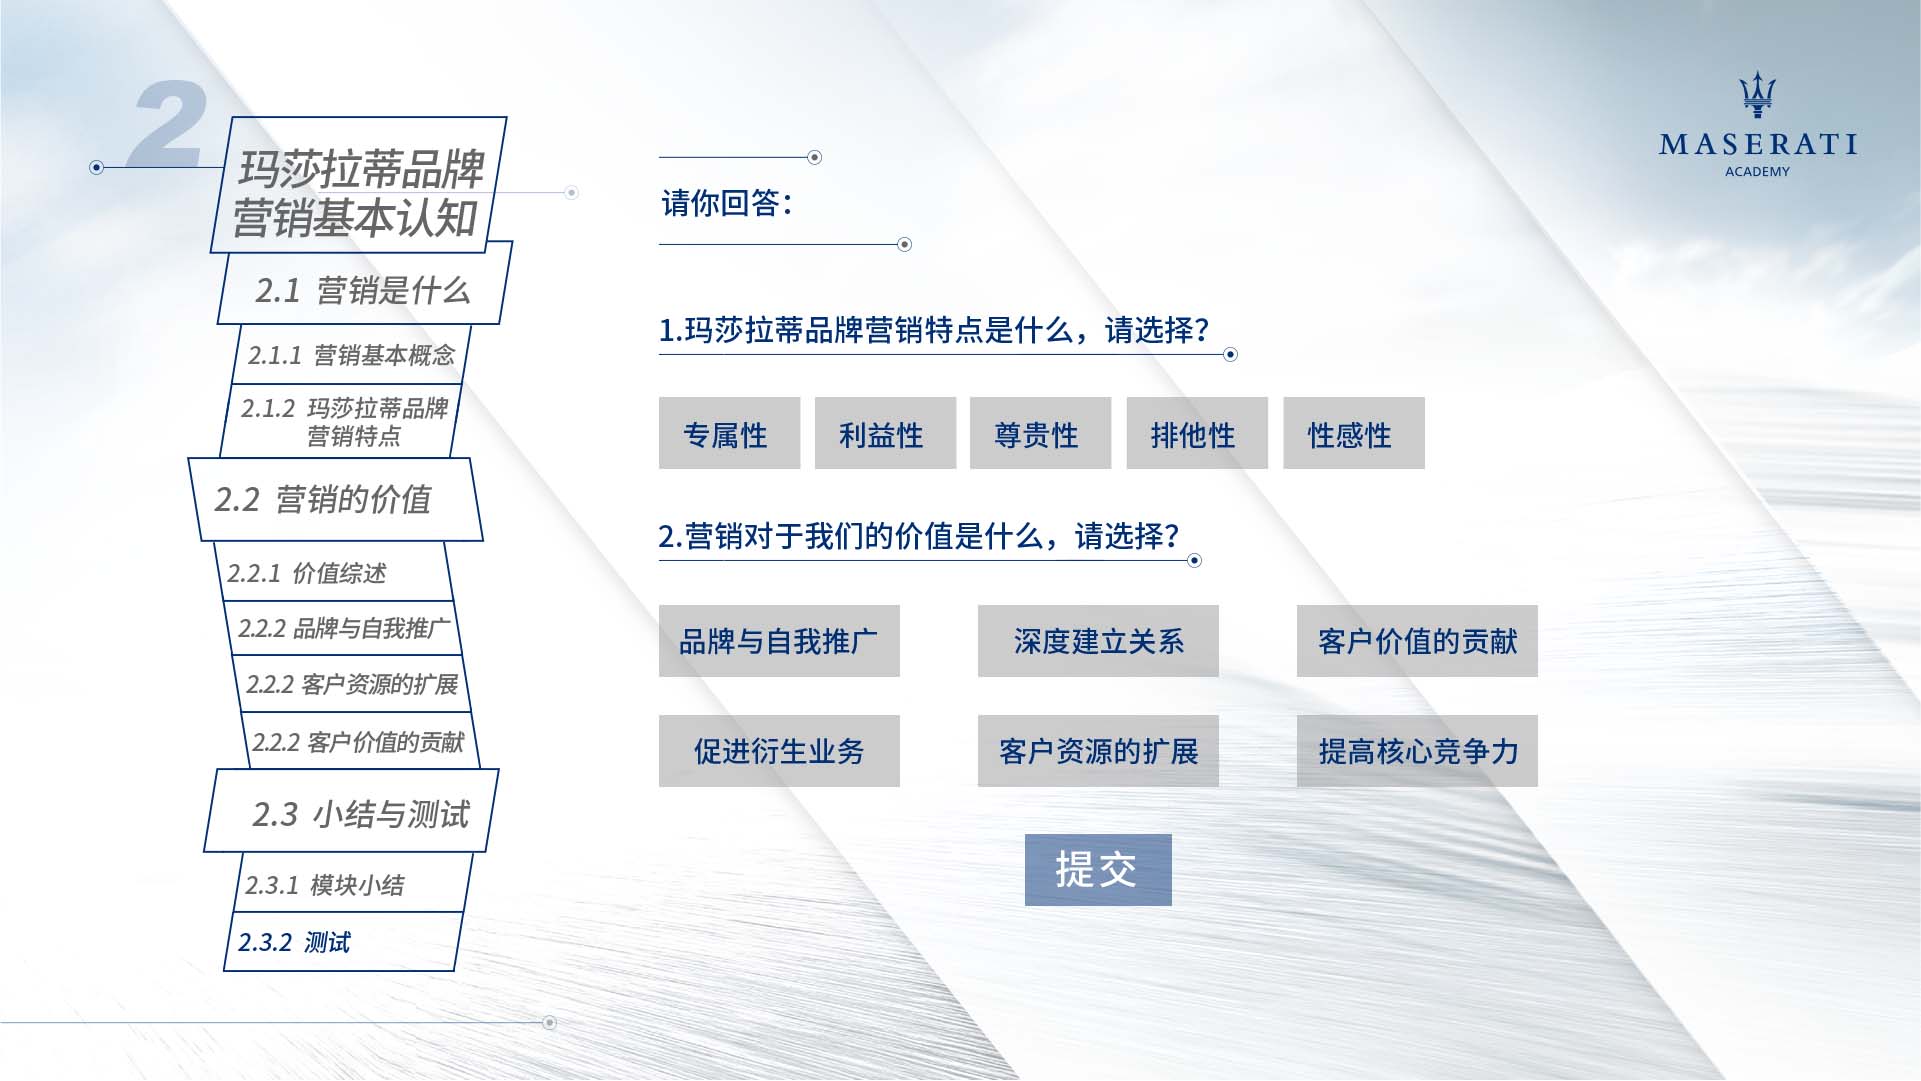 2
玛莎拉蒂品牌
营销基本认知
2.1 营销是什么
2.1.1 营销基本概念
2.1.2 玛莎拉蒂品牌
营销特点
2.2 营销的价值
2.2.1 价值综述
2.2.2 品牌与自我推广
2.2.2 客户资源的扩展
2.2.2 客户价值的贡献
2.3 小结与测试
2.3.1 模块小结
2.3.2 测试
MASERATI
ACADEMY
请你回答：
1.玛莎拉蒂品牌营销特点是什么，请选择？
专属性 利益性 尊贵性 排他性 性感性
2.营销对于我们的价值是什么，请选择？
品牌与自我推广 深度建立关系 客户价值的贡献
促进衍生业务 客户资源的扩展 提高核心竞争力
提交